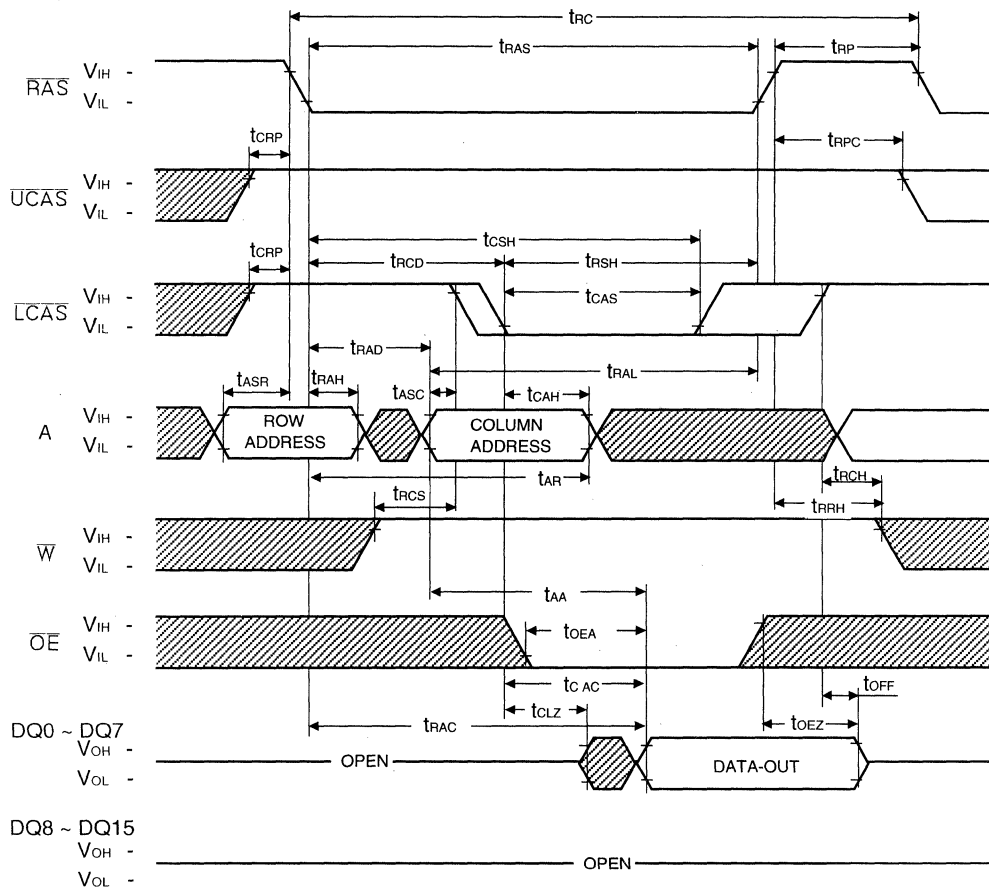 tRC
tRAS tRP
RAS VIH -
VIL -
tCRP tRPC
UCAS VIH -
VIL -
tCSH
tCRP tRCD tRSH
LCAS VIH -
VIL -
tCAS
tRAD
tRAL
tASR tRAH tASC tCAH
A VIH -
VIL -
ROW
ADDRESS
COLUMN
ADDRESS
tAR tRCH
tRCS tRRH
W VIH -
VIL -
tAA
OE VIH -
VIL -
tOEA
tC AC tOFF
tCLZ tOEZ
tRAC
DQ0 ~ DQ7
VOH -
VOL -
OPEN DATA-OUT
DQ8 ~ DQ15
VOH -
VOL -
OPEN